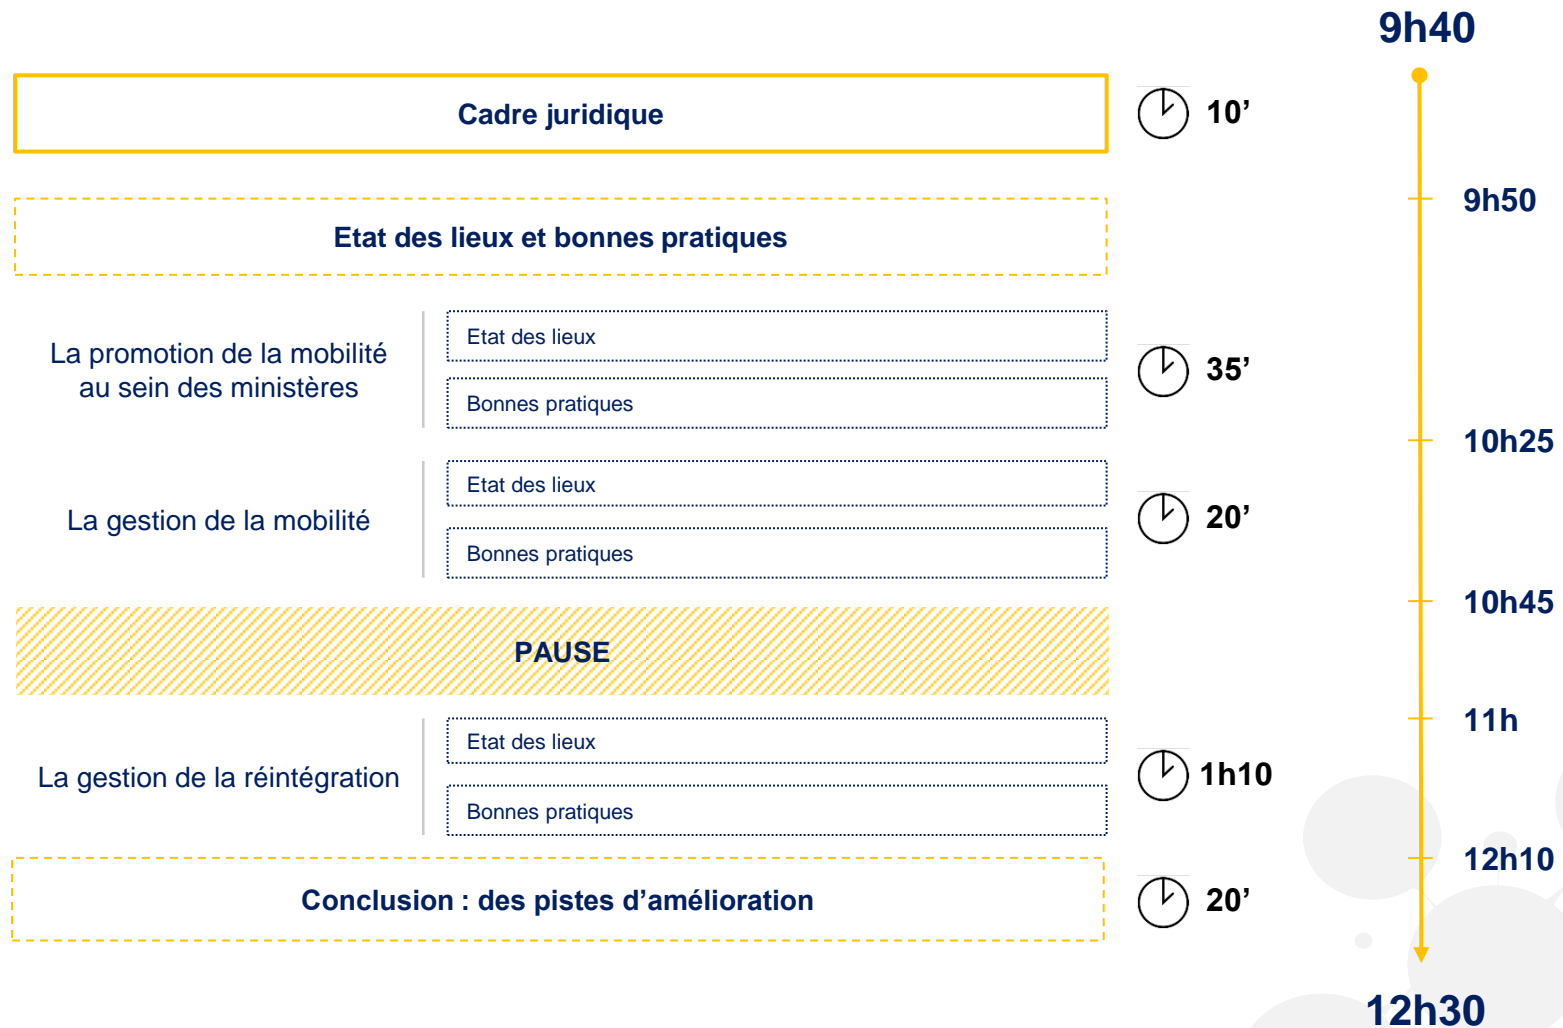 9h40
Cadre juridique
10’
9h50
Etat des lieux et bonnes pratiques
La promotion de la mobilité
au sein des ministères
Etat des lieux
Bonnes pratiques
35’
10h25
La gestion de la mobilité
Etat des lieux
Bonnes pratiques
20’
10h45
PAUSE
11h
La gestion de la réintégration
Etat des lieux
Bonnes pratiques
1h10
12h10
Conclusion : des pistes d’amélioration
20’
12h30